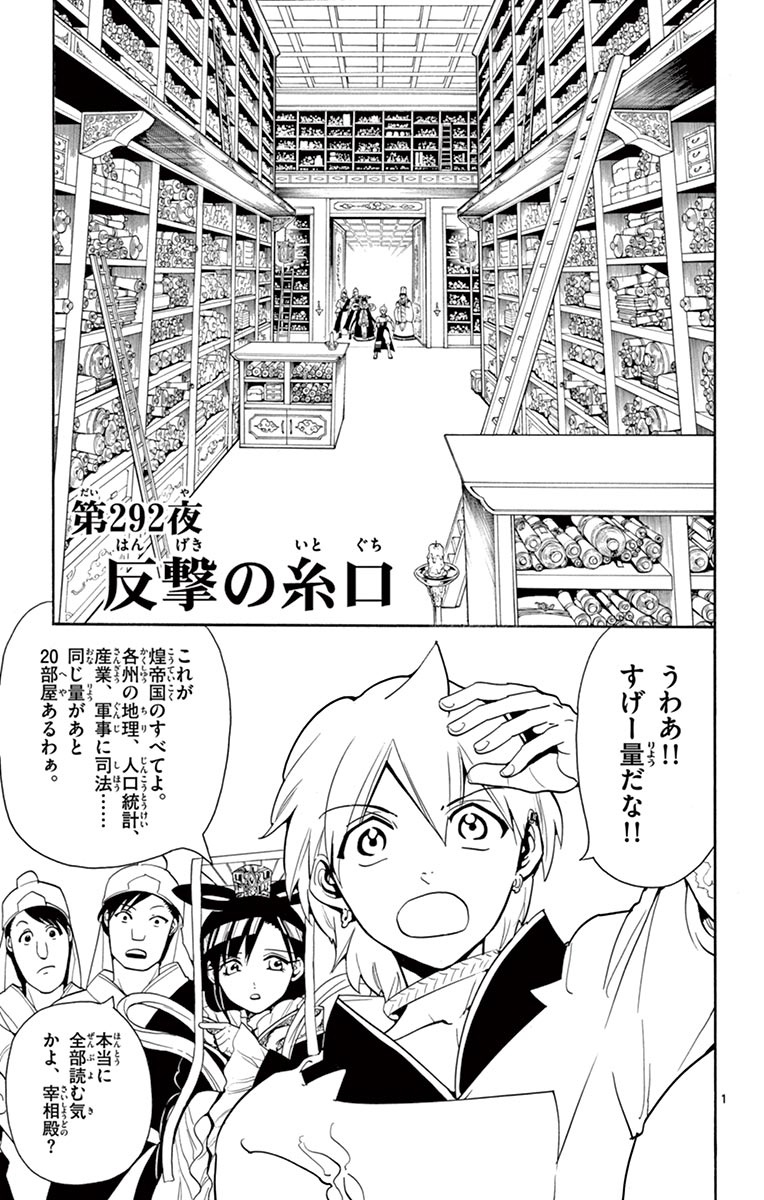 第292夜
反撃の糸口
うわあ!!
すげー量だな!!
これが
煌帝国のすべてよ。
各州の地理、人口統計、
産業、軍事に司法……
同じ量があと
20部屋あるわぁ。
本当に
全部読む気
かよ、宰相殿?
1